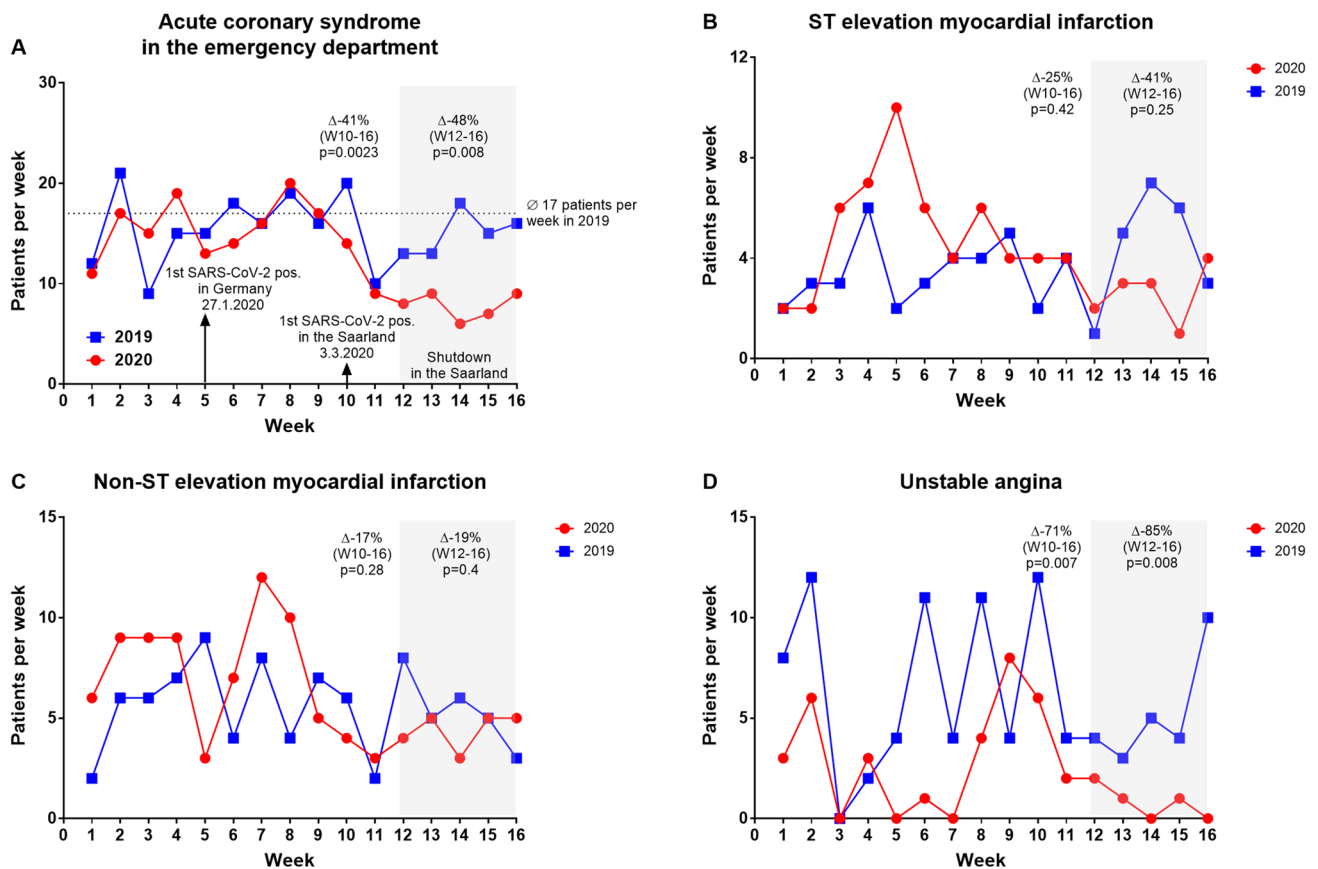 A
Acute coronary syndrome
in the emergency department
Patients per week
30
20
10
0
Δ-41%
(W10-16)
p=0.0023
Δ-48%
(W12-16)
p=0.008
∅ 17 patients per
week in 2019
1st SARS-CoV-2 pos.
in Germany
27.1.2020
1st SARS-CoV-2 pos.
in the Saarland
3.3.2020
Shutdown
in the Saarland
2019
2020
0 1 2 3 4 5 6 7 8 9 10 11 12 13 14 15 16
Week
B
ST elevation myocardial infarction
Patients per week
12
8
4
0
Δ-25%
(W10-16)
p=0.42
Δ-41%
(W12-16)
p=0.25
2020
2019
0 1 2 3 4 5 6 7 8 9 10 11 12 13 14 15 16
Week
C
Non-ST elevation myocardial infarction
Patients per week
15
10
5
0
Δ-17%
(W10-16)
p=0.28
Δ-19%
(W12-16)
p=0.4
2020
2019
0 1 2 3 4 5 6 7 8 9 10 11 12 13 14 15 16
Week
D
Unstable angina
Patients per week
15
10
5
0
Δ-71%
(W10-16)
p=0.007
Δ-85%
(W12-16)
p=0.008
2020
2019
0 1 2 3 4 5 6 7 8 9 10 11 12 13 14 15 16
Week